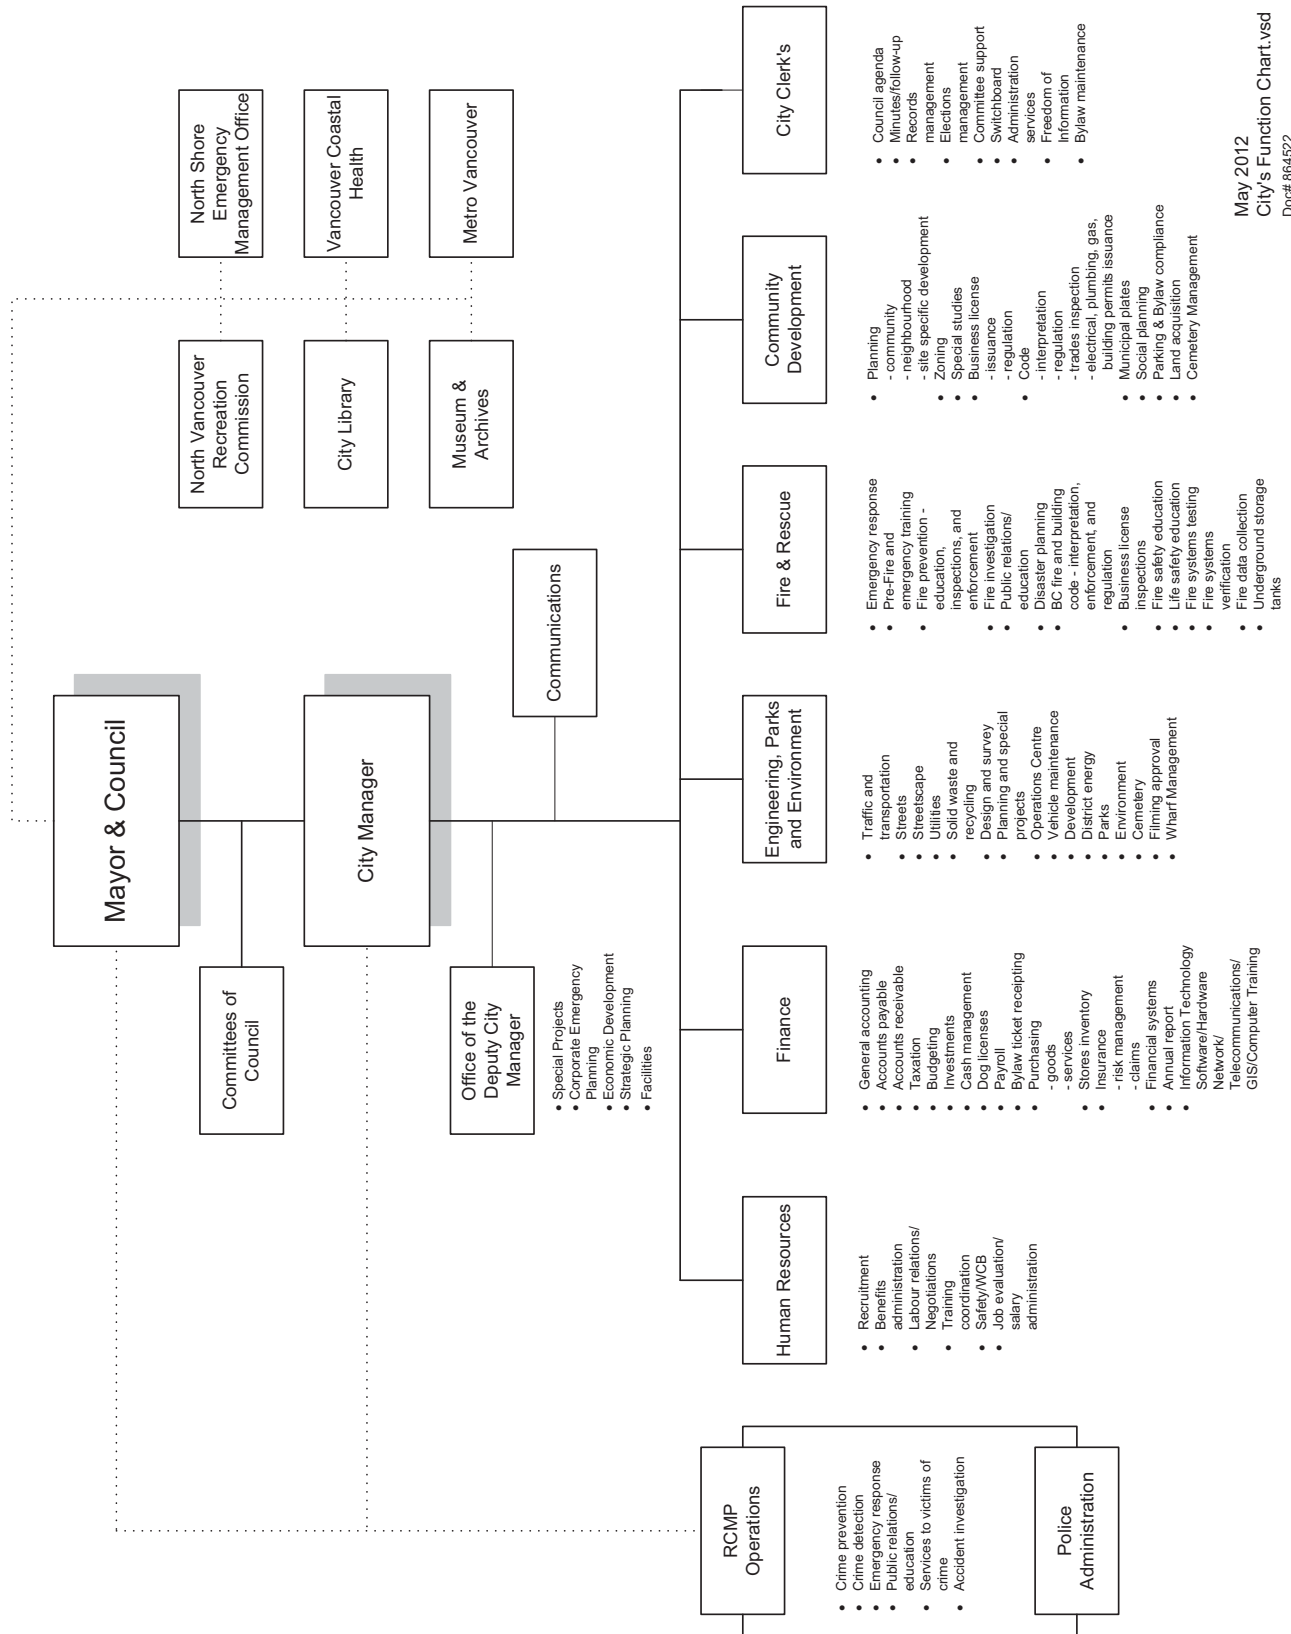 Mayor & Council
Committees of
Council
City Manager
Office of the
Deputy City
Manager
• Special Projects
• Corporate Emergency
Planning
• Economic Development
• Strategic Planning
• Facilities
Communications
North Vancouver
Recreation
Commission
North Shore
Emergency
Management Office
City Library
Vancouver Coastal
Health
Museum &
Archives
Metro Vancouver
RCMP
Operations
• Crime prevention
• Crime detection
• Emergency response
• Public relations/
education
• Services to victims of
crime
• Accident investigation
Police
Administration
Human Resources
• Recruitment
• Benefits
administration
• Labour relations/
Negotiations
• Training
coordination
• Safety/WCB
• Job evaluation/
salary
administration
Finance
• General accounting
• Accounts payable
• Accounts receivable
• Taxation
• Budgeting
• Investments
• Cash management
• Dog licenses
• Payroll
• Bylaw ticket receipting
• Purchasing
- goods
- services
• Stores inventory
• Insurance
- risk management
- claims
• Financial systems
• Annual report
• Information Technology
Software/Hardware
Network/
Telecommunications/
GIS/Computer Training
Engineering, Parks
and Environment
• Traffic and
transportation
• Streets
• Streetscape
• Utilities
• Solid waste and
recycling
• Design and survey
• Planning and special
projects
• Operations Centre
• Vehicle maintenance
• Development
• District energy
• Parks
• Environment
• Cemetery
• Filming approval
• Wharf Management
Fire & Rescue
• Emergency response
• Pre-Fire and
emergency training
• Fire prevention -
education,
inspections, and
enforcement
• Fire investigation
• Public relations/
education
• Disaster planning
• BC fire and building
code - interpretation,
enforcement, and
regulation
• Business license
inspections
• Fire safety education
• Life safety education
• Fire systems testing
• Fire systems
verification
• Fire data collection
• Underground storage
tanks
Community
Development
• Planning
- community
- neighbourhood
- site specific development
• Zoning
• Special studies
• Business license
- issuance
- regulation
• Code
- interpretation
- regulation
- trades inspection
- electrical, plumbing, gas,
building permits issuance
• Municipal plates
• Social planning
• Parking & Bylaw compliance
• Land acquisition
• Cemetery Management
City Clerk's
• Council agenda
• Minutes/follow-up
• Records
management
• Elections
management
• Committee support
• Switchboard
• Administration
services
• Freedom of
Information
• Bylaw maintenance
May 2012
City's Function Chart.vsd
Doc# 864522